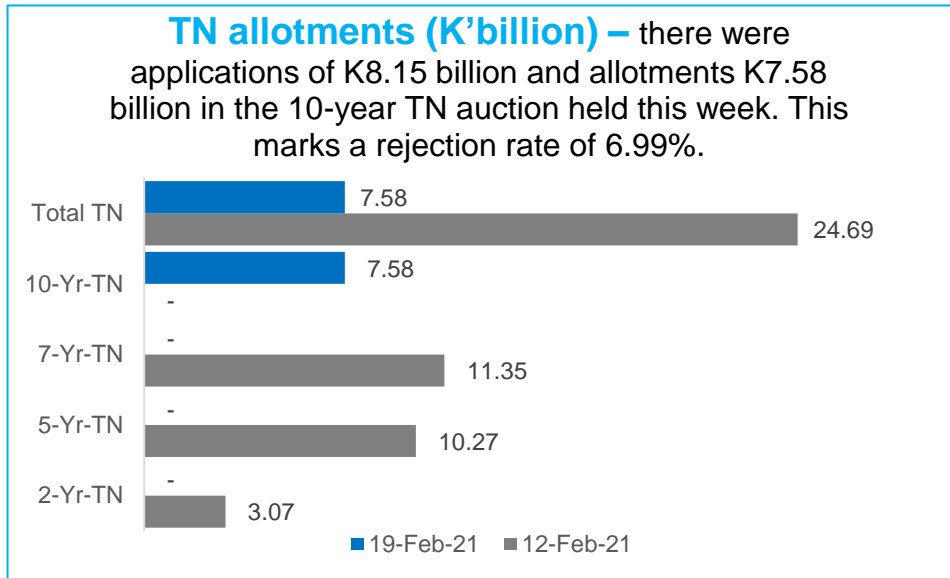 TN allotments (K’billion) – there were
applications of K8.15 billion and allotments K7.58
billion in the 10-year TN auction held this week. This
marks a rejection rate of 6.99%.
Total TN
7.58
24.69
10-Yr-TN
7.58
-
7-Yr-TN
-
11.35
5-Yr-TN
-
10.27
2-Yr-TN
-
3.07
19-Feb-21 12-Feb-21